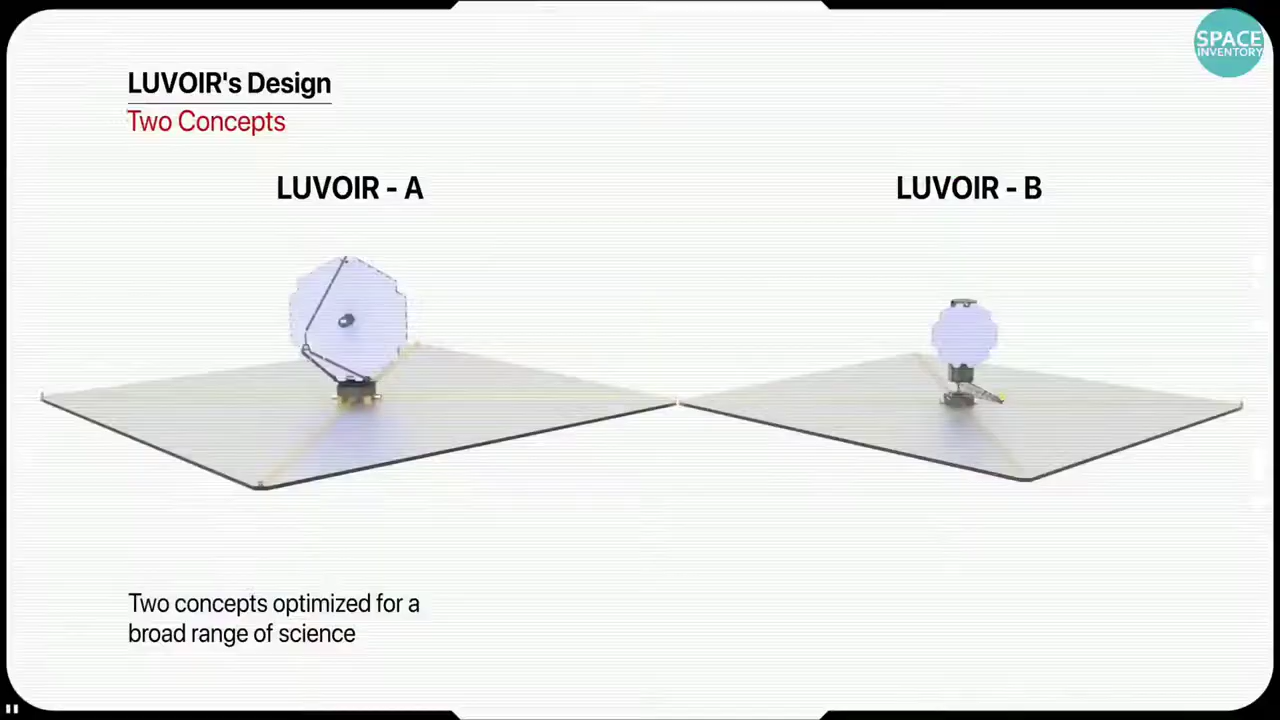 SPACE
INVENTORY
LUVOIR's Design
Two Concepts
LUVOIR - A
LUVOIR - B
Two concepts optimized for a
broad range of science